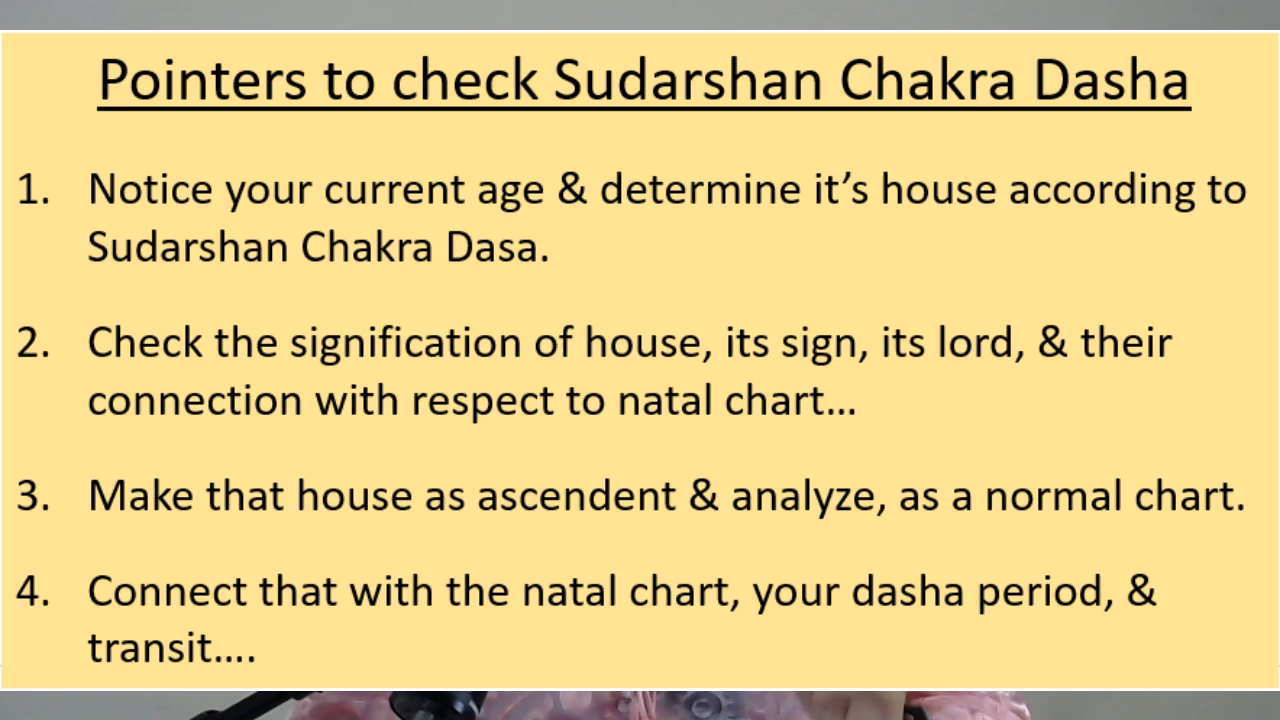 Pointers to check Sudarshan Chakra Dasha
1. Notice your current age & determine it’s house according to
Sudarshan Chakra Dasa.
2. Check the signification of house, its sign, its lord, & their
connection with respect to natal chart...
3. Make that house as ascendent & analyze, as a normal chart.
4. Connect that with the natal chart, your dasha period, &
transit....